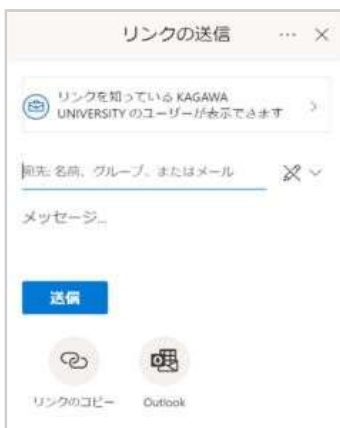 リンクの送信
リンクを知っている KAGAWA
UNIVERSITY のユーザーが表示できます
宛先: 名前、グループ、またはメール
メッセージ...
送信
リンクのコピー
Outlook